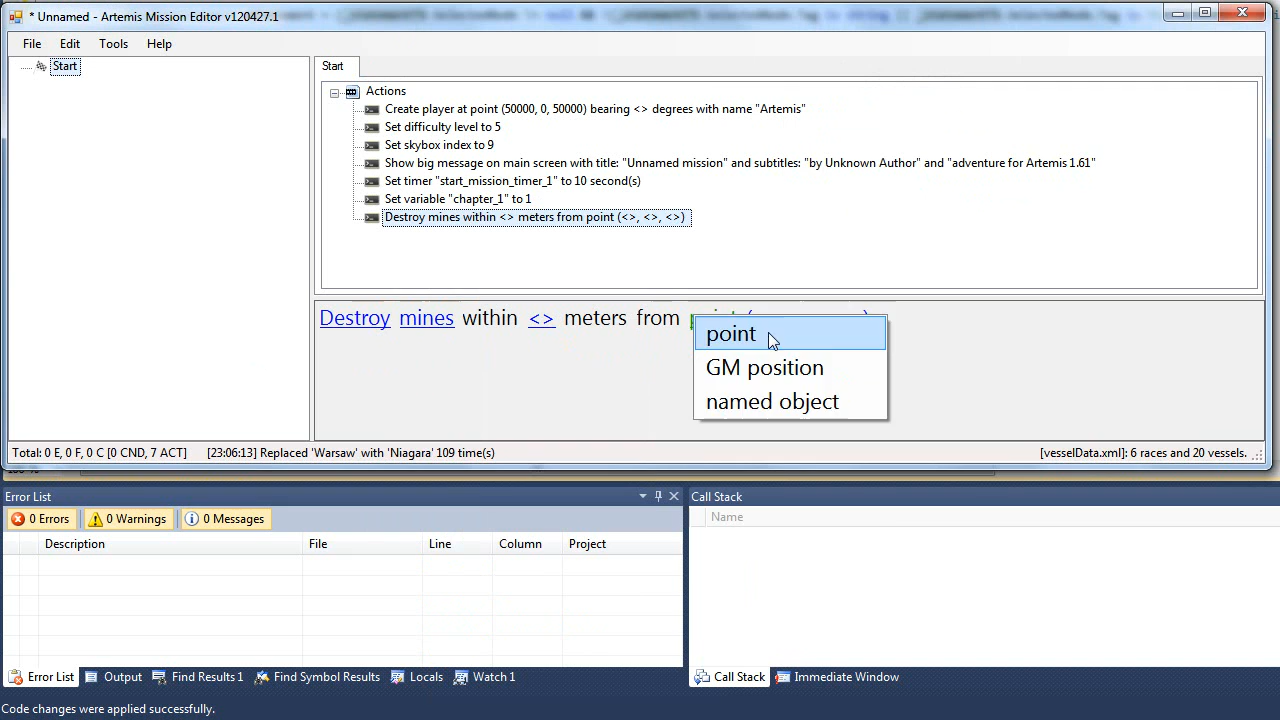 * Unnamed - Artemis Mission Editor v120427.1
File Edit Tools Help
Start
Start
Actions
Create player at point (50000, 0, 50000) bearing <> degrees with name "Artemis"
Set difficulty level to 5
Set skybox index to 9
Show big message on main screen with title: "Unnamed mission" and subtitles: "by Unknown Author" and "adventure for Artemis 1.61"
Set timer "start_mission_timer_1" to 10 second(s)
Set variable "chapter_1" to 1
Destroy mines within <> meters from point (<>, <>, <>)
Destroy mines within <> meters from
point
GM position
named object
Total: 0 E, 0 F, 0 C [0 CND, 7 ACT] [23:06:13] Replaced 'Warsaw' with 'Niagara' 109 time(s) [vesselData.xml]: 6 races and 20 vessels.
Error List
0 Errors 0 Warnings 0 Messages
Description File Line Column Project
Call Stack
Name
Error List Output Find Results 1 Find Symbol Results Locals Watch 1
Call Stack Immediate Window
Code changes were applied successfully.